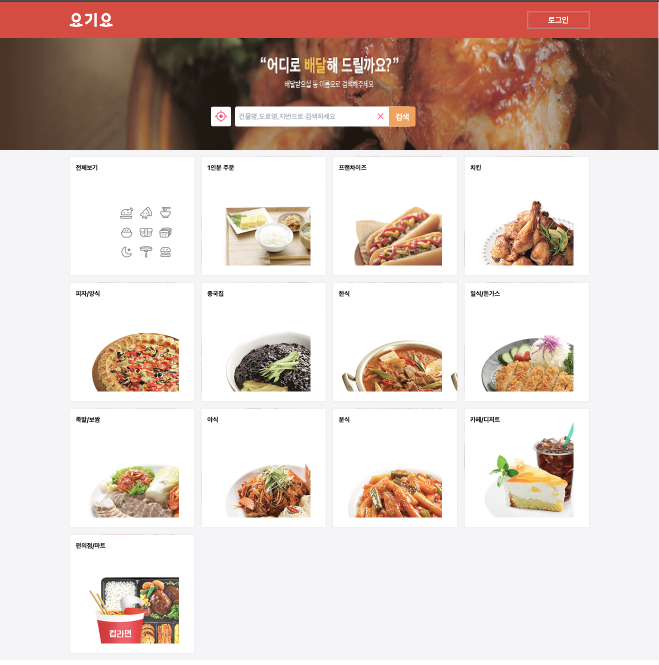 요기요
로그인
“어디로 배달해 드릴까요?”
배달받으실 동 이름으로 검색해주세요
건물명,도로명,지번으로 검색하세요
검색
전체보기
1인분 주문
프랜차이즈
치킨
피자/양식
중국집
한식
일식/돈까스
족발/보쌈
야식
분식
카페/디저트
편의점/마트
컵라면